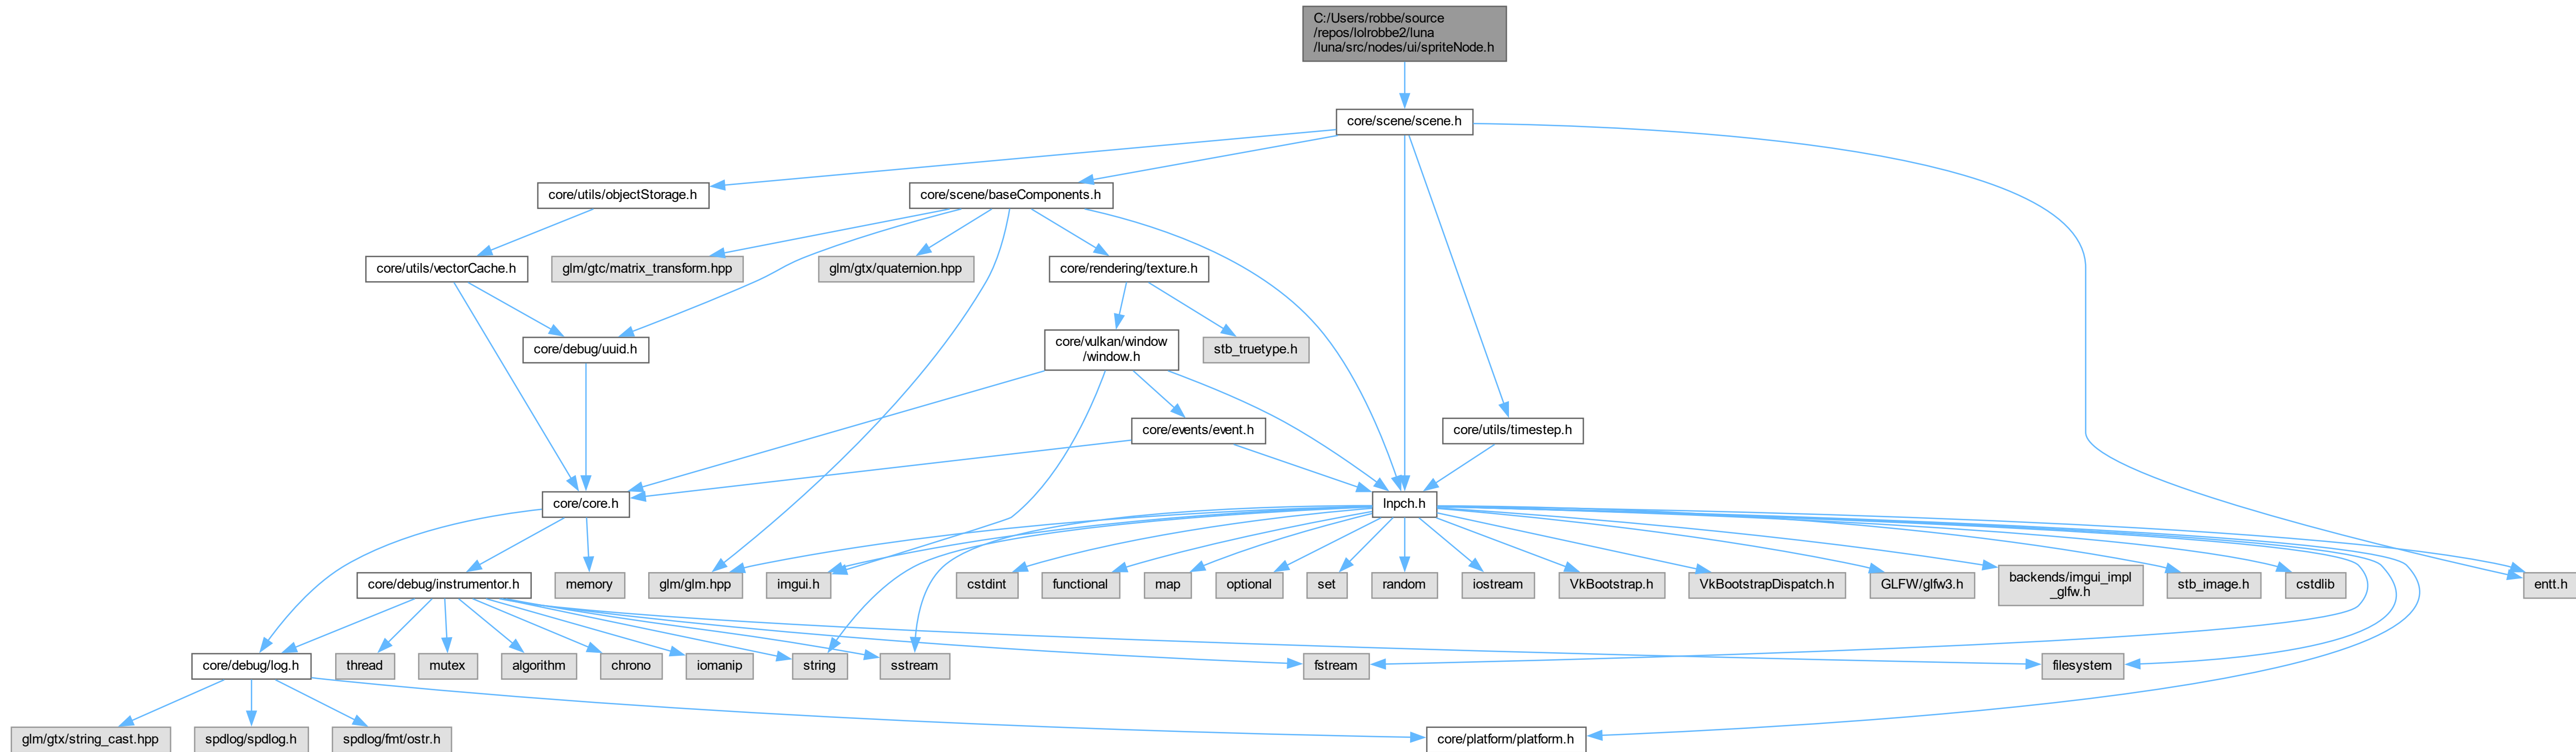 C:/Users/robbe/source
/repos/lolrobbe2/luna
/luna/src/nodes/ui/spriteNode.h
core/scene/scene.h
core/utils/objectStorage.h
core/scene/baseComponents.h
core/utils/vectorCache.h
glm/gtc/matrix_transform.hpp
glm/gtx/quaternion.hpp
core/rendering/texture.h
core/debug/uuid.h
core/vulkan/window
/window.h
stb_truetype.h
core/events/event.h
core/utils/timestep.h
core/core.h
lnpch.h
core/debug/instrumentor.h
memory
glm/glm.hpp
imgui.h
cstdint
functional
map
optional
set
random
iostream
VkBootstrap.h
VkBootstrapDispatch.h
GLFW/glfw3.h
backends/imgui_impl
_glfw.h
stb_image.h
cstdlib
entt.h
core/debug/log.h
thread
mutex
algorithm
chrono
iomanip
string
sstream
fstream
filesystem
glm/gtx/string_cast.hpp
spdlog/spdlog.h
spdlog/fmt/ostr.h
core/platform/platform.h